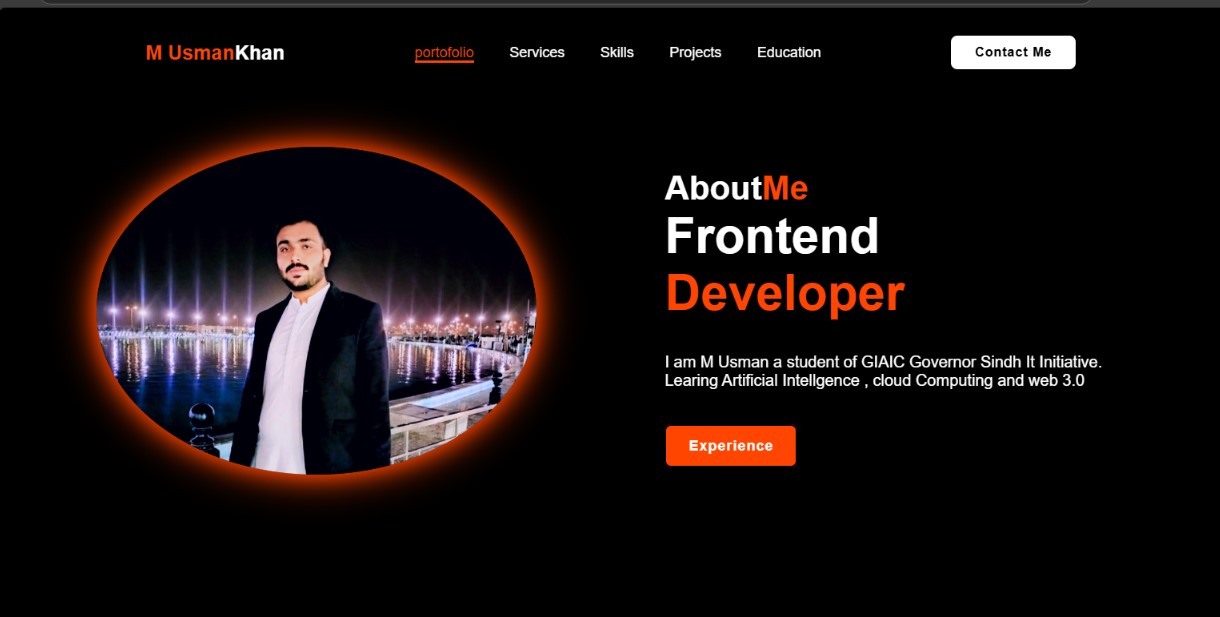 M UsmanKhan
portofolio Services Skills Projects Education
Contact Me
AboutMe
Frontend
Developer
I am M Usman a student of GIAIC Governor Sindh It Initiative.
Learing Artificial Intellgence , cloud Computing and web 3.0
Experience